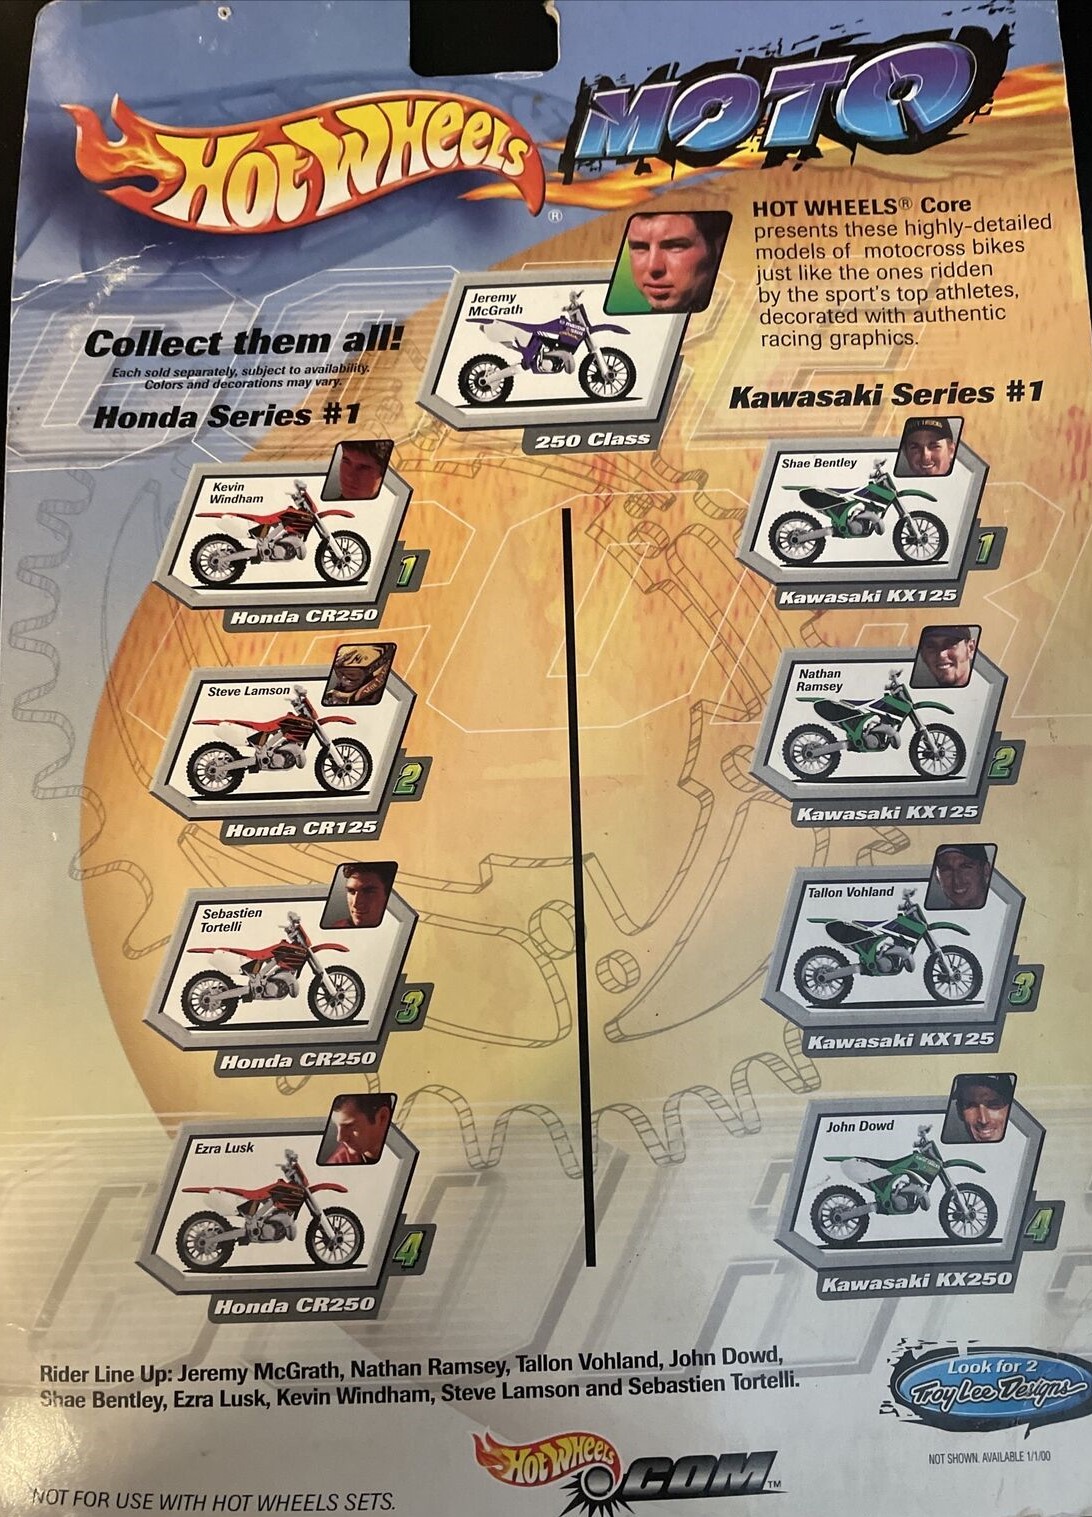 HOT WHEELS ®
MOTO
HOT WHEELS® Core
presents these highly-detailed
models of motocross bikes
just like the ones ridden
by the sport's top athletes,
decorated with authentic
racing graphics.
Jeremy
McGrath
250 Class
Collect them all!
Each sold separately, subject to availability.
Colors and decorations may vary.
Honda Series #1
Kevin
Windham
1
Honda CR250
Steve Lamson
2
Honda CR125
Sebastien
Tortelli
3
Honda CR250
Ezra Lusk
4
Honda CR250
Kawasaki Series #1
Shae Bentley
1
Kawasaki KX125
Nathan
Ramsey
2
Kawasaki KX125
Tallon Vohland
3
Kawasaki KX125
John Dowd
4
Kawasaki KX250
Rider Line Up: Jeremy McGrath, Nathan Ramsey, Tallon Vohland, John Dowd,
Shae Bentley, Ezra Lusk, Kevin Windham, Steve Lamson and Sebastien Tortelli.
Look for 2
Troy Lee Designs
NOT SHOWN. AVAILABLE 1/1/00
HOT WHEELS.COM™
NOT FOR USE WITH HOT WHEELS SETS.